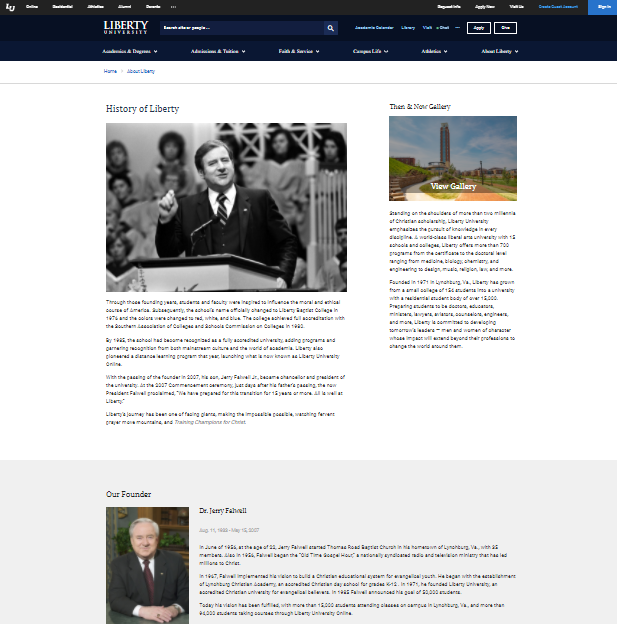 LU Online Residential Athletics Alumni Parents ··· Request Info Apply Now Visit Us Create Guest Account Sign In
LIBERTY
UNIVERSITY
Search site or people... Academic Calendar Library Visit e Chat ··· Apply Give
Academics & Degrees Admissions & Tuition Faith & Service Campus Life Athletics About Liberty
Home > About Liberty
History of Liberty
Through those founding years, students and faculty were inspired to influence the moral and ethical
course of America. Subsequently, the school's name officially changed to Liberty Baptist College in
1976 and the colors were changed to red, white, and blue. The college achieved full accreditation with
the Southern Association of Colleges and Schools Commission on Colleges in 1980.
By 1985, the school had become recognized as a fully accredited university, adding programs and
garnering recognition from both mainstream culture and the world of academia. Liberty also
pioneered a distance learning program that year, launching what is now known as Liberty University
Online.
With the passing of the founder in 2007, his son, Jerry Falwell Jr., became chancellor and president of
the university. At the 2007 Commencement ceremony, just days after his father's passing, the new
President Falwell proclaimed, "We have prepared for this transition for 15 years or more. All is well at
Liberty."
Liberty's journey has been one of facing giants, making the impossible possible, watching fervent
prayer move mountains, and Training Champions for Christ.
Then & Now Gallery
View Gallery
Standing on the shoulders of more than two millennia
of Christian scholarship, Liberty University
emphasizes the pursuit of knowledge in every
discipline. A world-class liberal arts university with 15
schools and colleges, Liberty offers more than 700
programs from the certificate to the doctoral level
ranging from medicine, biology, chemistry, and
engineering to design, music, religion, law, and more.
Founded in 1971 in Lynchburg, Va., Liberty has grown
from a small college of 154 students into a university
with a residential student body of over 15,000.
Preparing students to be doctors, educators,
ministers, lawyers, aviators, counselors, engineers,
and more, Liberty is committed to developing
tomorrow's leaders — men and women of character
whose impact will extend beyond their professions to
change the world around them.
Our Founder
Dr. Jerry Falwell
Aug. 11, 1933 - May 15, 2007
In June of 1956, at the age of 22, Jerry Falwell started Thomas Road Baptist Church in his hometown of Lynchburg, Va., with 35
members. Also in 1956, Falwell began the "Old Time Gospel Hour," a nationally syndicated radio and television ministry that has led
millions to Christ.
In 1967, Falwell implemented his vision to build a Christian educational system for evangelical youth. He began with the establishment
of Lynchburg Christian Academy, an accredited Christian day school for grades K-12. In 1971, he founded Liberty University, an
accredited Christian university for evangelical believers. In 1985 Falwell announced his goal of 50,000 students.
Today his vision has been fulfilled, with more than 15,000 students attending classes on campus in Lynchburg, Va., and more than
94,000 students taking courses through Liberty University Online.